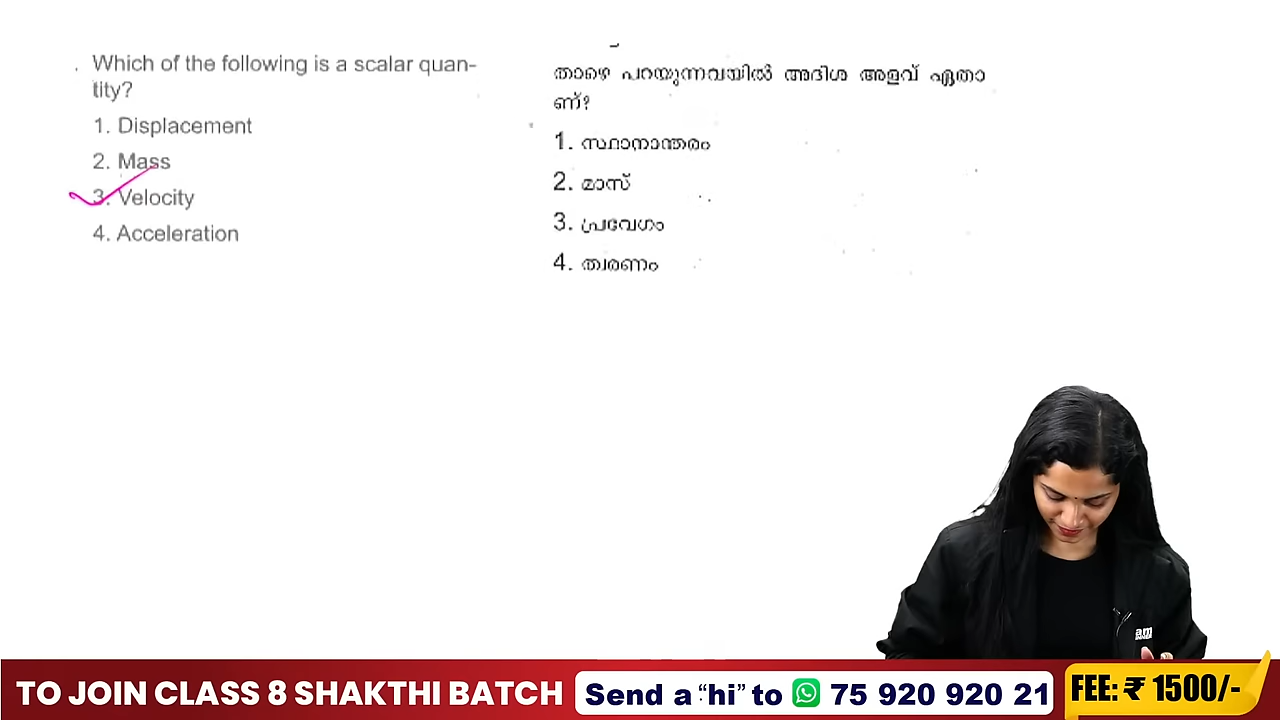 . Which of the following is a scalar quan-
tity?
1. Displacement
2. Mass
3. Velocity
4. Acceleration
താഴെ പറയുന്നവയിൽ അദിശ അളവ് ഏതാ
ണ്?
1. സ്ഥാനാന്തരം
2. മാസ്
3. പ്രവേഗം
4. ത്വരണം
TO JOIN CLASS 8 SHAKTHI BATCH
Send a “hi” to 75 920 920 21
FEE: ₹ 1500/-